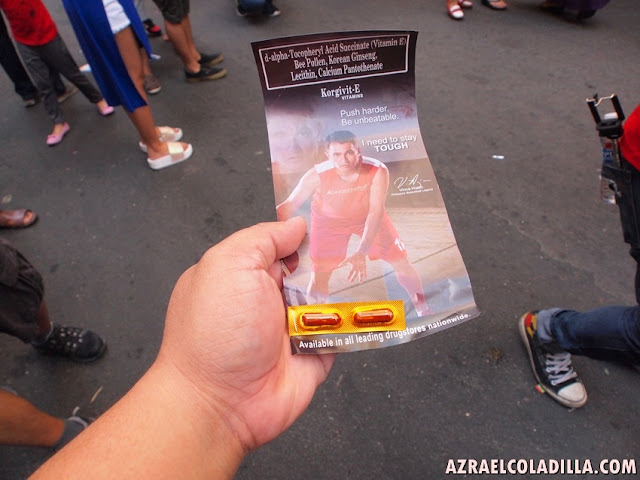 d-alpha-Tocopheryl Acid Succinate (Vitamin E)
Bee Pollen, Korean Ginseng,
Lecithin, Calcium Pantothenate
Korgivit-E
VITAMINS
Push harder.
Be unbeatable.
I need to stay
TOUGH
Available in all leading drugstores nationwide.
AZRAELCOLADILLA.COM